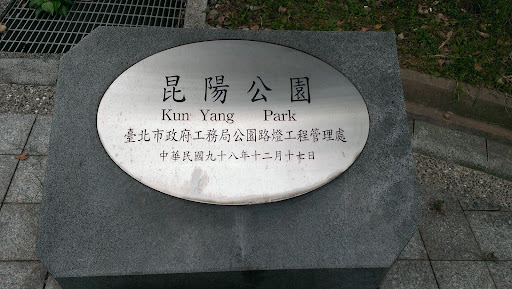 昆陽公園
Kun Yang Park
臺北市政府工務局公園路燈工程管理處
中華民國九十八年十二月十七日